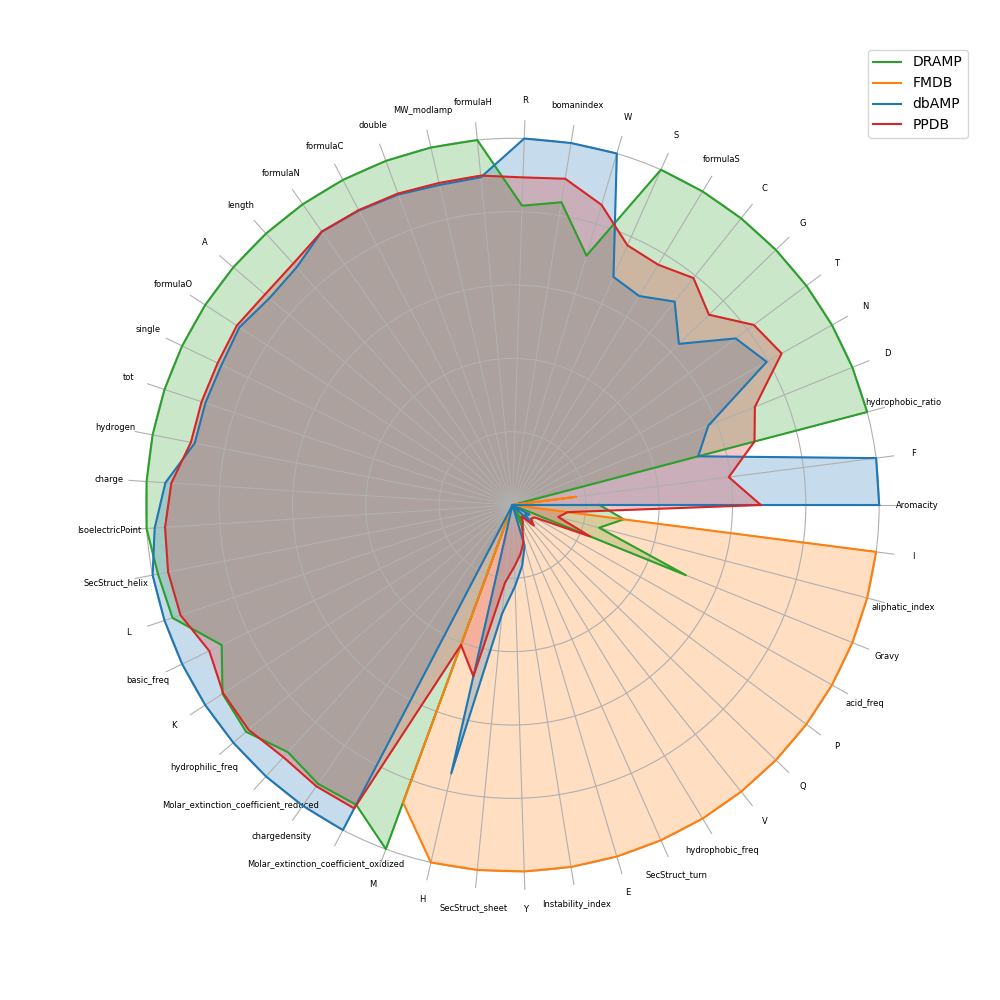 DRAMP
FMDB
dbAMP
PPDB
Aromacity
F
hydrophobic_ratio
D
N
T
G
C
formulaS
S
W
bomanindex
R
formulaH
MW_modlamp
double
formulaC
formulaN
length
A
formulaO
single
tot
hydrogen
charge
IsoelectricPoint
SecStruct_helix
L
basic_freq
K
hydrophilic_freq
Molar_extinction_coefficient_reduced
chargedensity
Molar_extinction_coefficient_oxidized
M
H
SecStruct_sheet
Y
Instability_index
E
SecStruct_turn
hydrophobic_freq
V
Q
P
acid_freq
Gravy
aliphatic_index
I